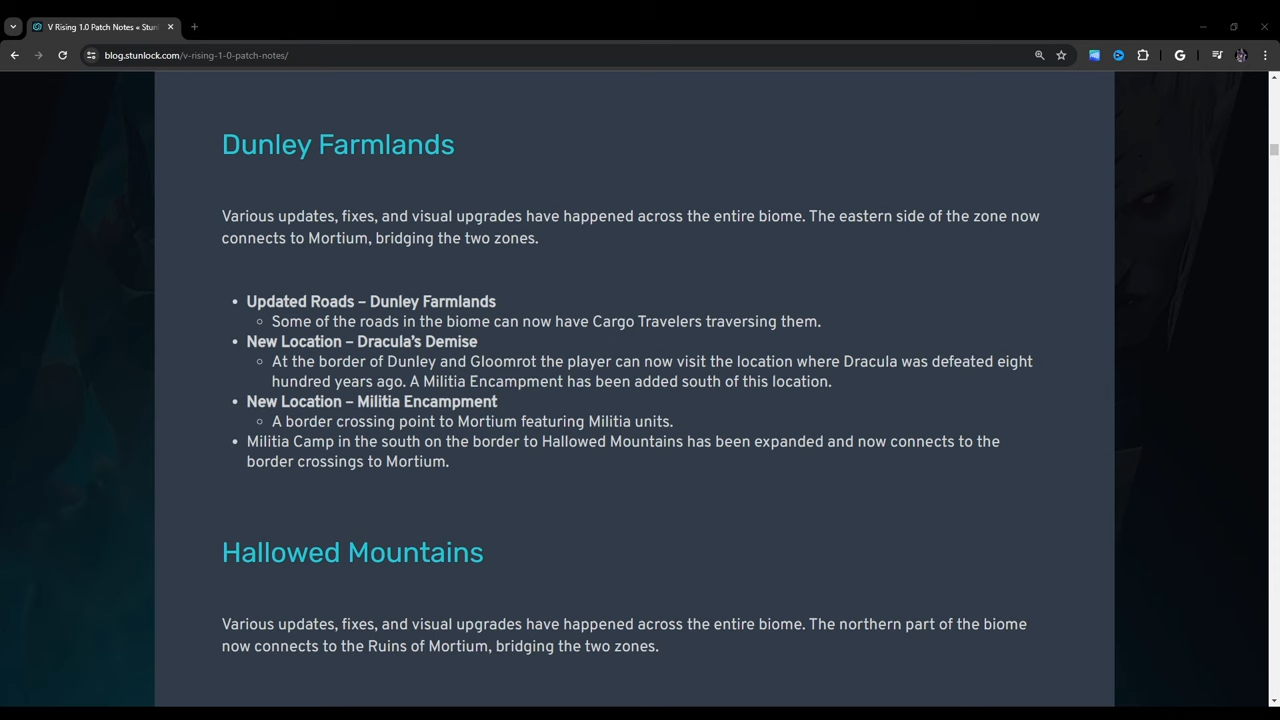 V Rising 1.0 Patch Notes « Stun
blog.stunlock.com/v-rising-1-0-patch-notes/
Dunley Farmlands
Various updates, fixes, and visual upgrades have happened across the entire biome. The eastern side of the zone now
connects to Mortium, bridging the two zones.
• Updated Roads – Dunley Farmlands
○ Some of the roads in the biome can now have Cargo Travelers traversing them.
• New Location – Dracula’s Demise
○ At the border of Dunley and Gloomrot the player can now visit the location where Dracula was defeated eight
hundred years ago. A Militia Encampment has been added south of this location.
• New Location – Militia Encampment
○ A border crossing point to Mortium featuring Militia units.
• Militia Camp in the south on the border to Hallowed Mountains has been expanded and now connects to the
border crossings to Mortium.
Hallowed Mountains
Various updates, fixes, and visual upgrades have happened across the entire biome. The northern part of the biome
now connects to the Ruins of Mortium, bridging the two zones.